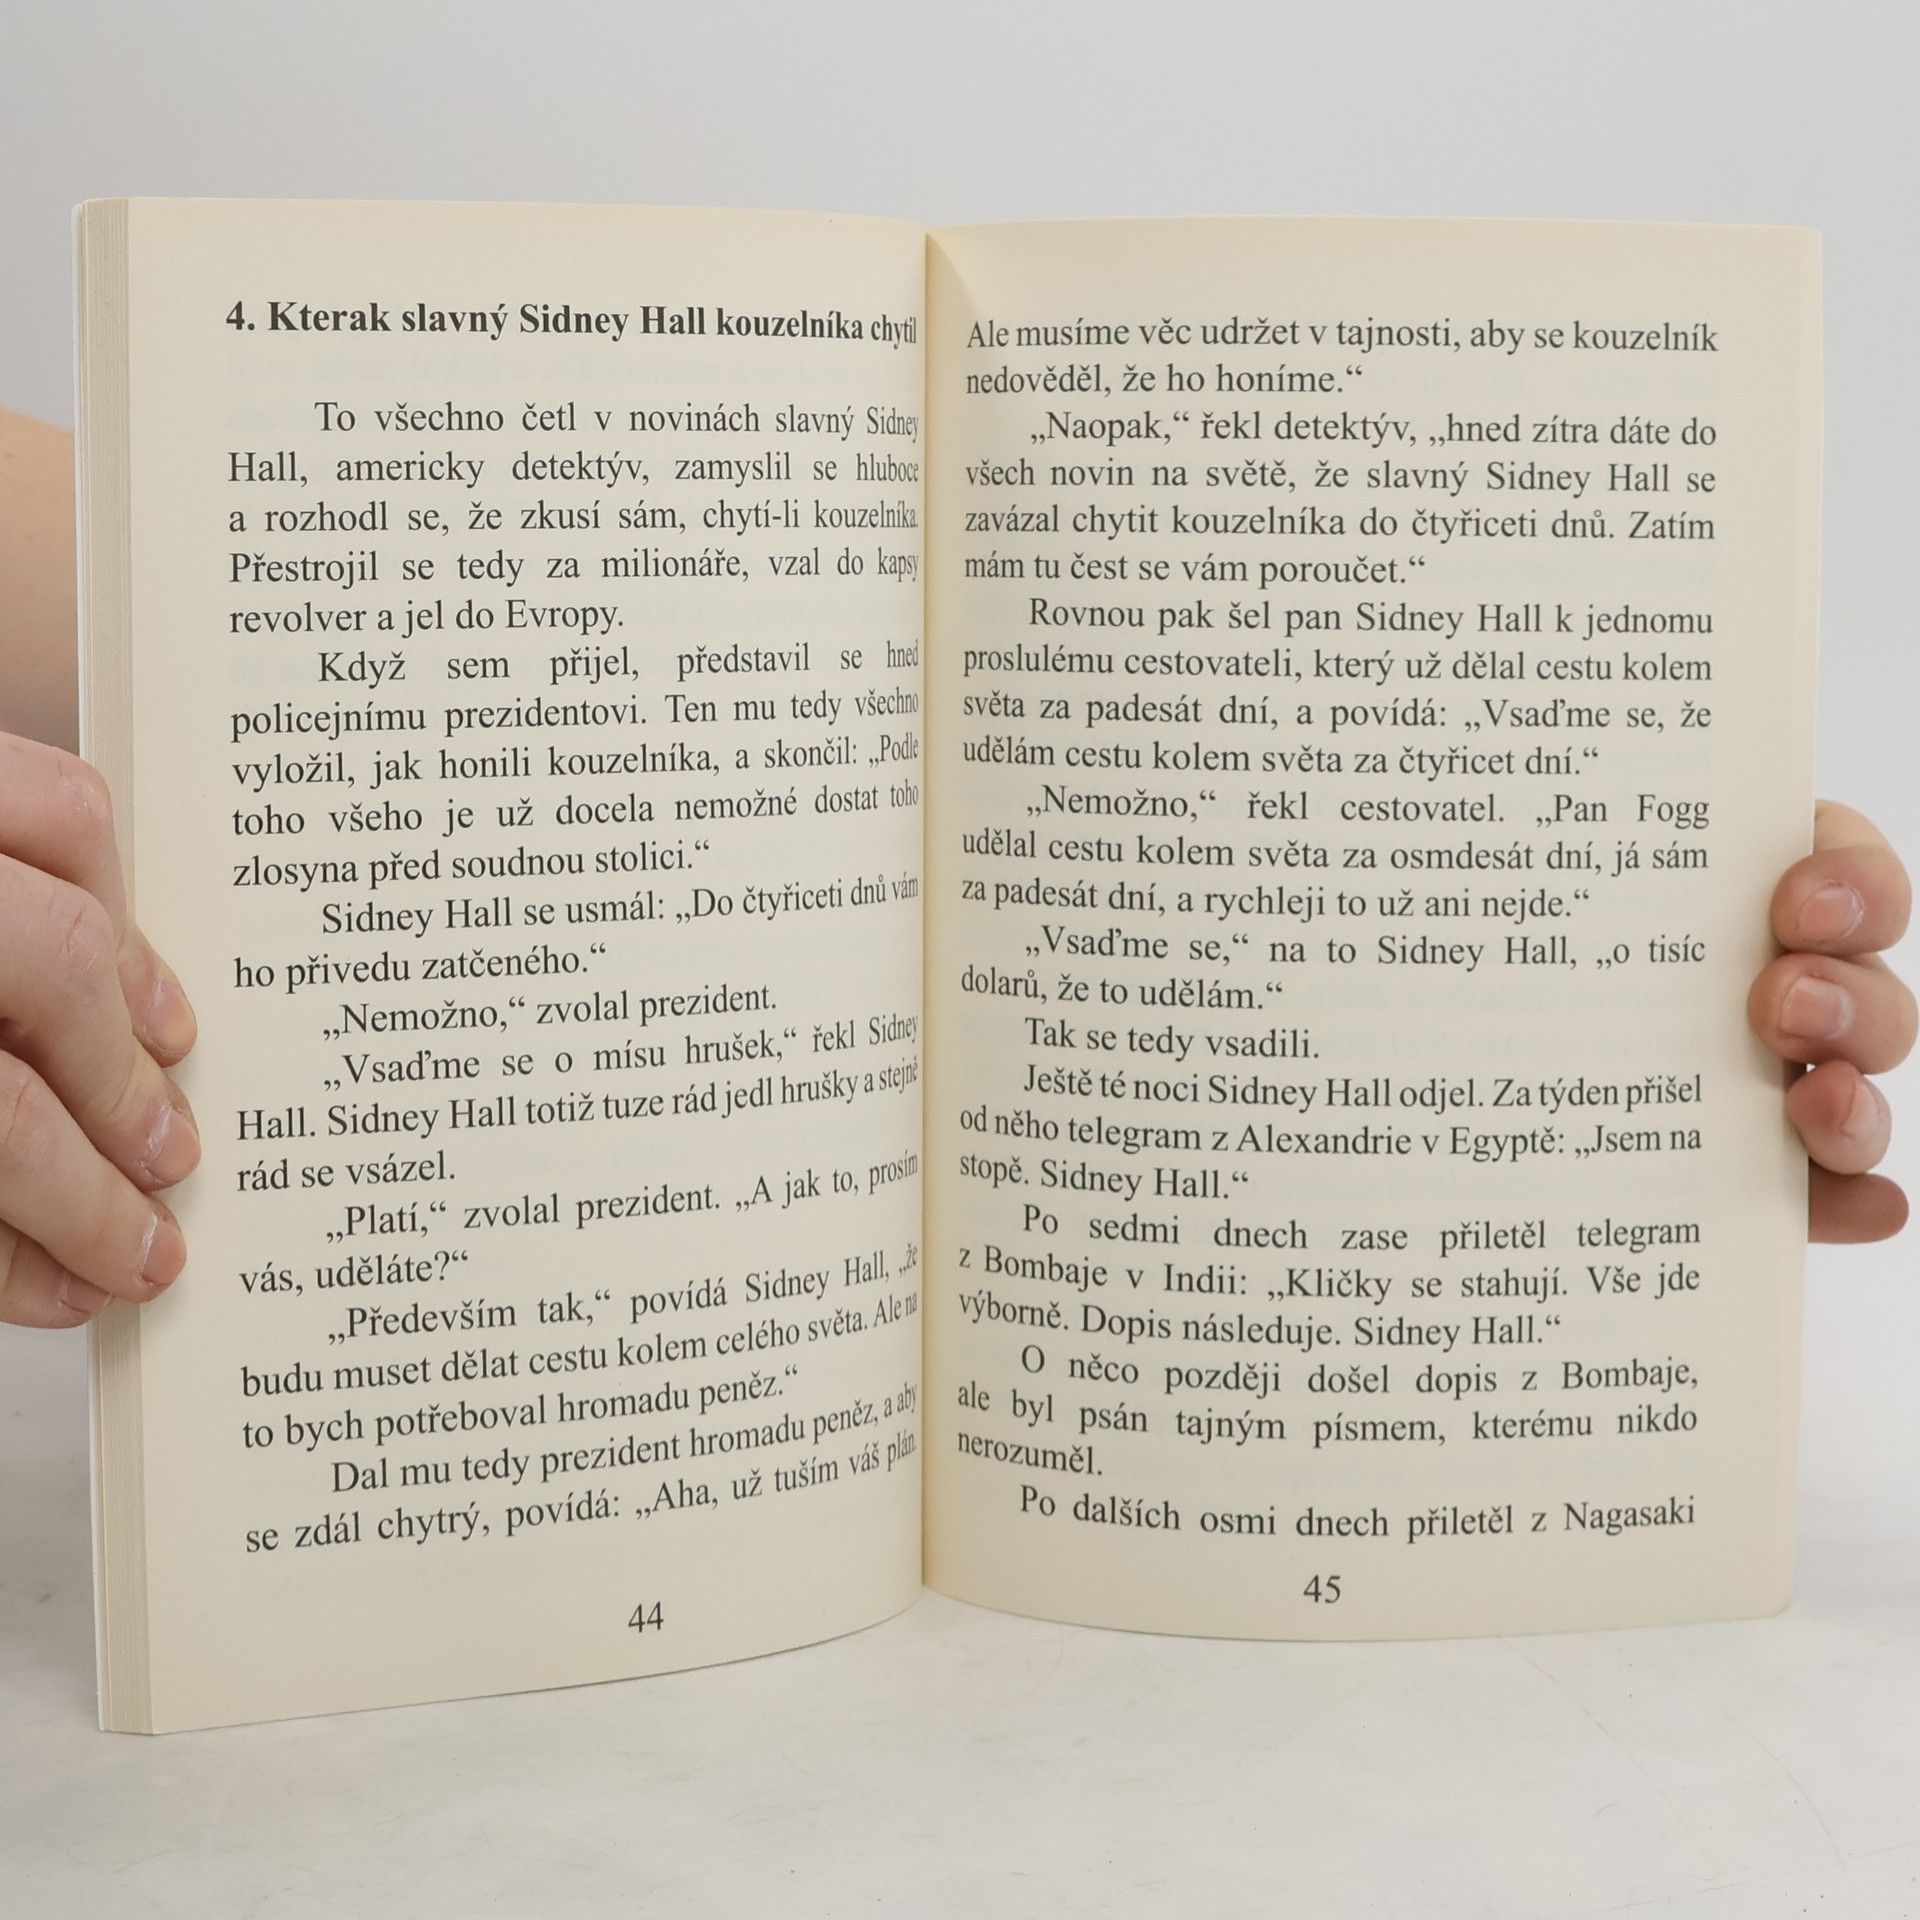 4. Kterak slavný Sidney Hall kouzelníka chytil
To všechno četl v novinách slavný Sidney
Hall, americky detektýv, zamyslil se hluboce
a rozhodl se, že zkusí sám, chytí-li kouzelníka.
Přestrojil se tedy za milionáře, vzal do kapsy
revolver a jel do Evropy.
Když sem přijel, představil se hned
policejnímu prezidentovi. Ten mu tedy všechno
vyložil, jak honili kouzelníka, a skončil: „Podle
toho všeho je už docela nemožné dostat toho
zlosyna před soudnou stolici.“
Sidney Hall se usmál: „Do čtyřiceti dnů vám
ho přivedu zatčeného.“
„Nemožno,“ zvolal prezident.
„Vsaďme se o mísu hrušek,“ řekl Sidney
Hall. Sidney Hall totiž tuze rád jedl hrušky a stejně
rád se vsázel.
„Platí,“ zvolal prezident. „A jak to, prosím
vás, uděláte?“
„Především tak,“ povídá Sidney Hall, „že
budu muset dělat cestu kolem celého světa. Ale na
to bych potřeboval hromadu peněz.“
Dal mu tedy prezident hromadu peněz, a aby
se zdál chytrý, povídá: „Aha, už tuším váš plán.
44
Ale musíme věc udržet v tajnosti, aby se kouzelník
nedověděl, že ho honíme.“
„Naopak,“ řekl detektýv, „hned zítra dáte do
všech novin na světě, že slavný Sidney Hall se
zavázal chytit kouzelníka do čtyřiceti dnů. Zatím
mám tu čest se vám poroučet.“
Rovnou pak šel pan Sidney Hall k jednomu
proslulému cestovateli, který už dělal cestu kolem
světa za padesát dní, a povídá: „Vsaďme se, že
udělám cestu kolem světa za čtyřicet dní.“
„Nemožno,“ řekl cestovatel. „Pan Fogg
udělal cestu kolem světa za osmdesát dní, já sám
za padesát dní, a rychleji to už ani nejde.“
„Vsaďme se,“ na to Sidney Hall, „o tisíc
dolarů, že to udělám.“
Tak se tedy vsadili.
Ještě té noci Sidney Hall odjel. Za týden přišel
od něho telegram z Alexandrie v Egyptě: „Jsem na
stopě. Sidney Hall.“
Po sedmi dnech zase přiletěl telegram
z Bombaje v Indii: „Kličky se stahují. Vše jde
výborně. Dopis následuje. Sidney Hall.“
O něco později došel dopis z Bombaje,
ale byl psán tajným písmem, kterému nikdo
nerozuměl.
Po dalších osmi dnech přiletěl z Nagasaki
45